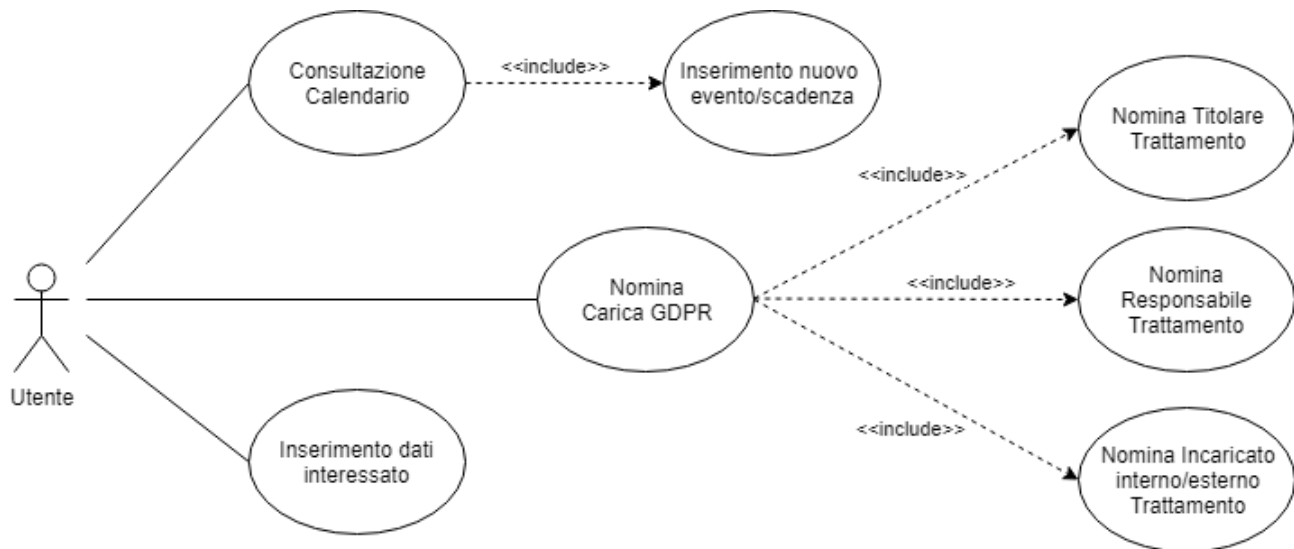 Consultazione
Calendario
<<include>>
Inserimento nuovo
evento/scadenza
Nomina Titolare
Trattamento
<<include>>
Nomina
Carica GDPR
<<include>>
Nomina
Responsabile
Trattamento
Utente
Inserimento dati
interessato
<<include>>
Nomina Incaricato
interno/esterno
Trattamento